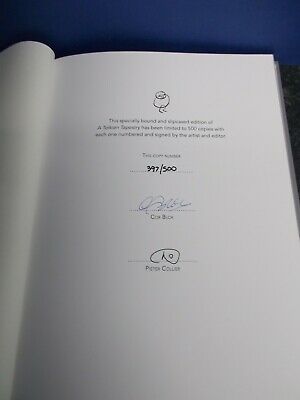 This specially bound and slipcased edition of
A Tolkien Tapestry has been limited to 500 copies with
each one numbered and signed by the artist and editor.
THIS COPY NUMBER
397/500
COR BLOK
PIETER COLLIER